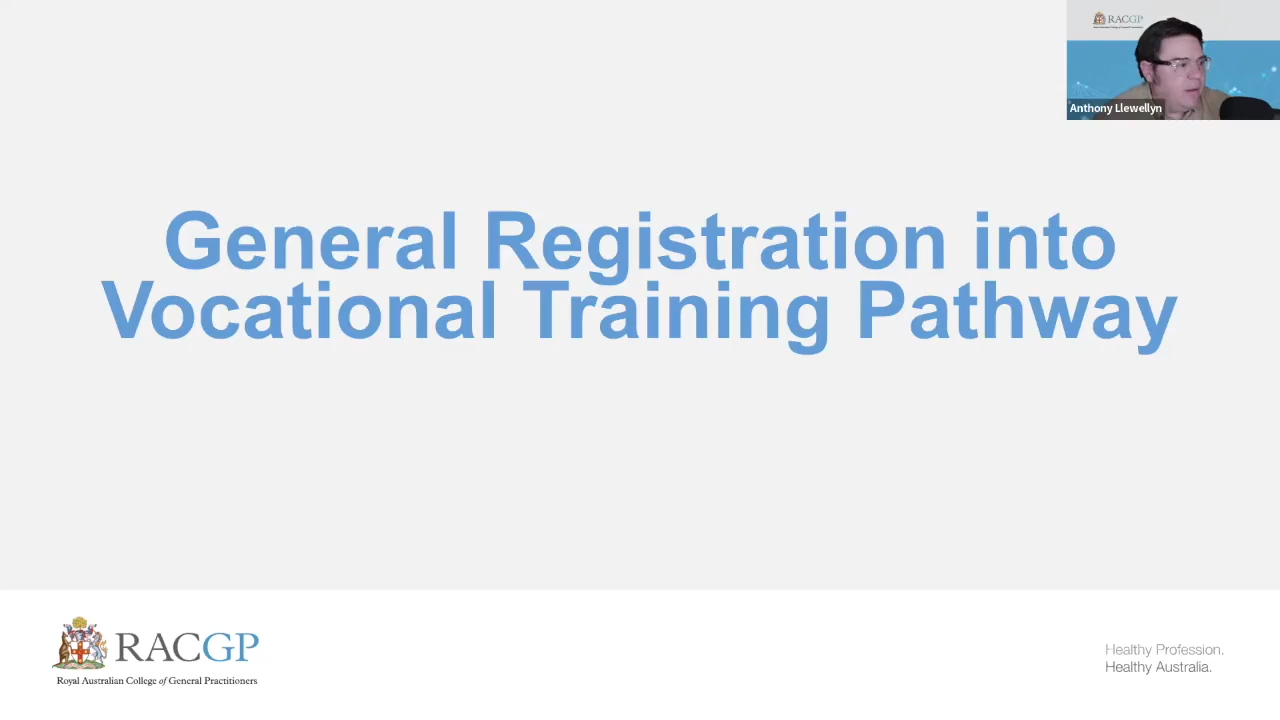 RACGP
Anthony Llewellyn
General Registration into
Vocational Training Pathway
RACGP
Royal Australian College of General Practitioners
Healthy Profession.
Healthy Australia.